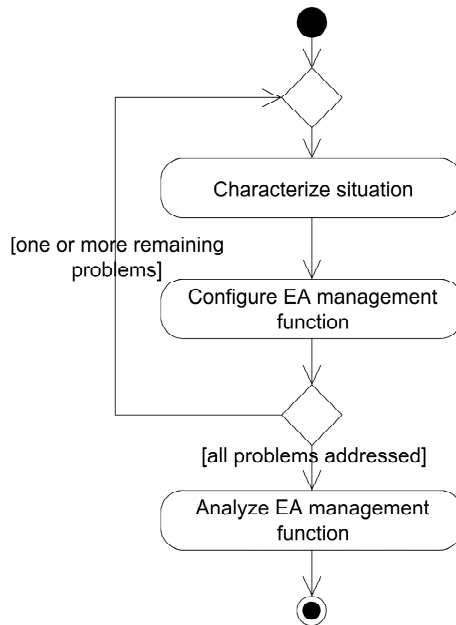 Characterize situation
[one or more remaining
problems]
Configure EA management
function
[all problems addressed]
Analyze EA management
function